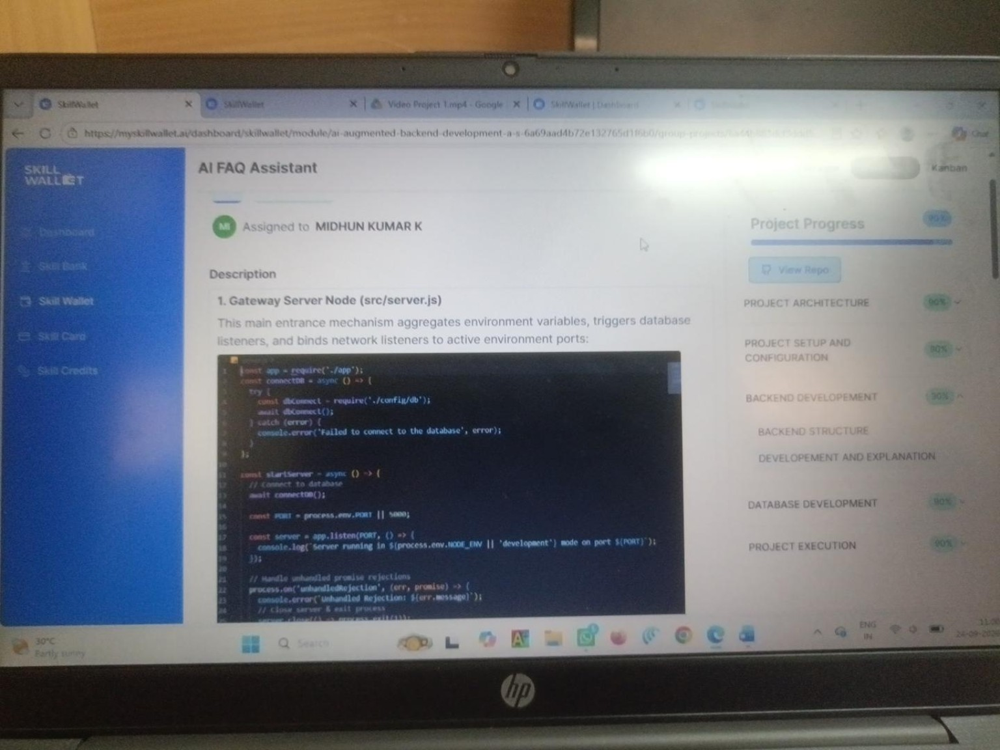 SkillWallet
SkillWallet
Video Project 1.mp4 - Google
SkillWallet | Dashboard
https://myskillwallet.ai/dashboard/skillwallet/module/ai-augmented-backend-development-a-s-6a69aad4b72e132765d1f6b0/group-projects/
SKILL
WALLET
Dashboard
Skill Bank
Skill Wallet
Skill Card
Skill Credits
AI FAQ Assistant
Kanban
MI
Assigned to MIDHUN KUMAR K
Description
1. Gateway Server Node (src/server.js)
This main entrance mechanism aggregates environment variables, triggers database
listeners, and binds network listeners to active environment ports:
const app = require('./app');
const connectDB = async () => {
try {
const dbConnect = require('./config/db');
await dbConnect();
} catch (error) {
console.error('Failed to connect to the database', error);
}
};
const startServer = async () => {
// Connect to database
await connectDB();
const PORT = process.env.PORT || 5000;
const server = app.listen(PORT, () => {
console.log(`Server running in ${process.env.NODE_ENV || 'development'} mode on port ${PORT}`);
});
// Handle unhandled promise rejections
process.on('unhandledRejection', (err, promise) => {
console.error(`Unhandled Rejection: ${err.message}`);
// Close server & exit process
server.close(() => process.exit(1));
Project Progress
90%
View Repo
PROJECT ARCHITECTURE
90%
PROJECT SETUP AND
CONFIGURATION
90%
BACKEND DEVELOPEMENT
90%
BACKEND STRUCTURE
DEVELOPEMENT AND EXPLANATION
DATABASE DEVELOPMENT
90%
PROJECT EXECUTION
90%
30°C
Partly sunny
Search
ENG
IN
hp